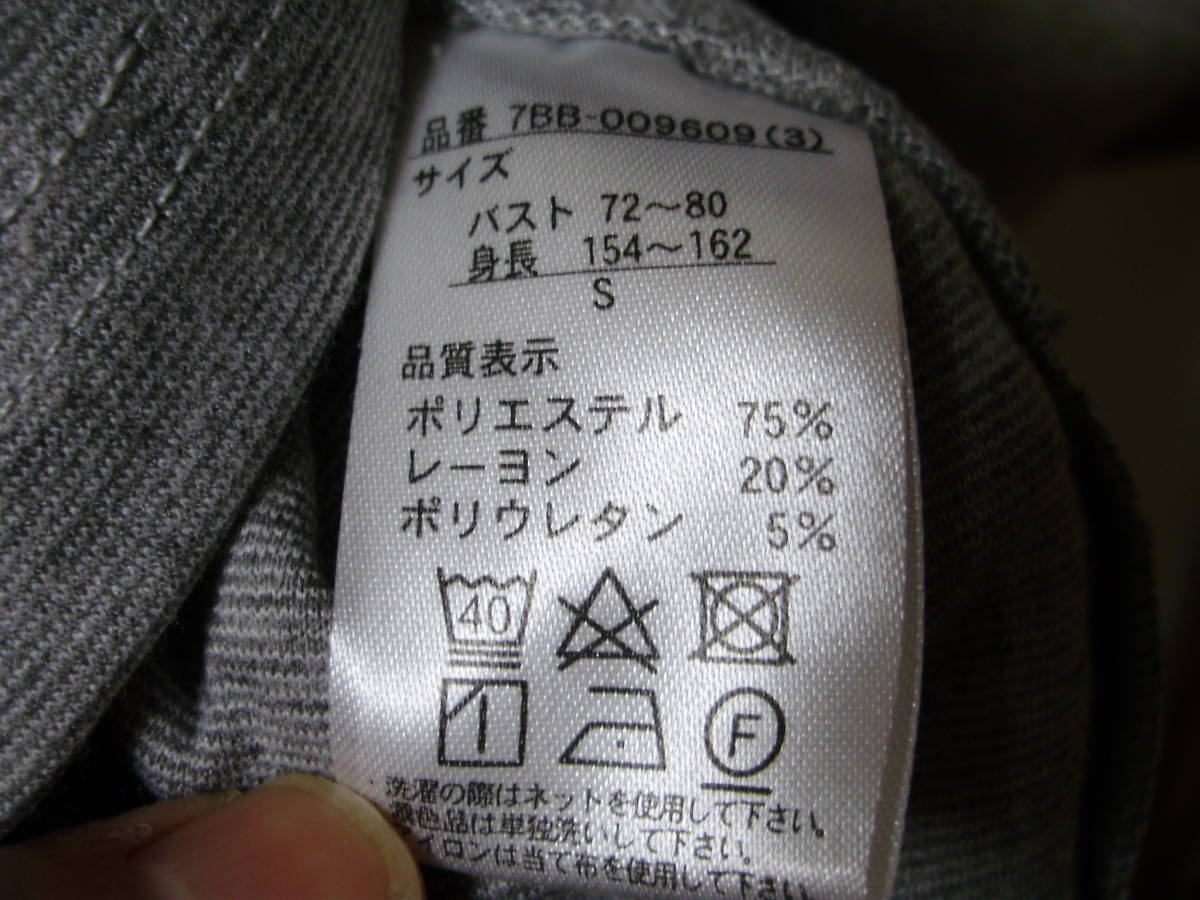 品番 7BB-009609(3)
サイズ
バスト 72～80
身長 154～162
S
品質表示
ポリエステル 75%
レーヨン 20%
ポリウレタン 5%
40
F
洗濯の際はネットを使用して下さい。
濃色品は単独洗いして下さい。
アイロンは当て布を使用して下さい。